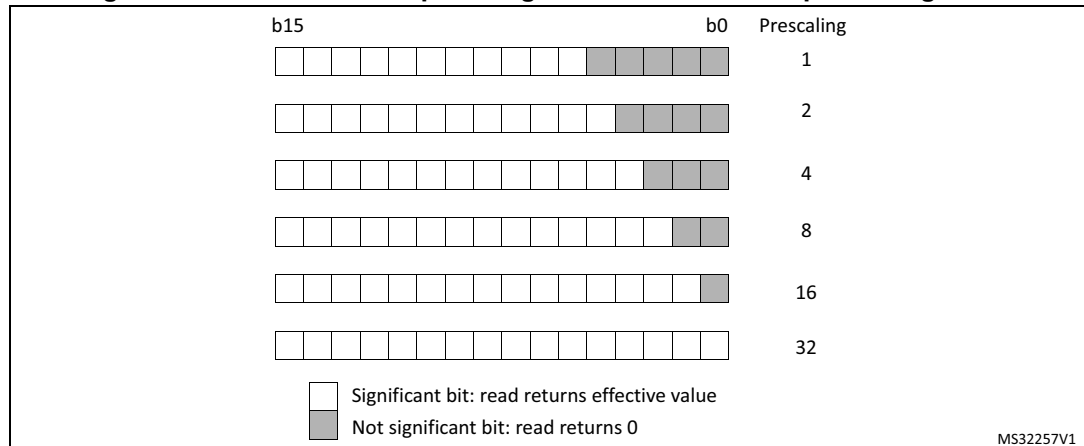 b15 b0 Prescaling
1
2
4
8
16
32
Significant bit: read returns effective value
Not significant bit: read returns 0
MS32257V1